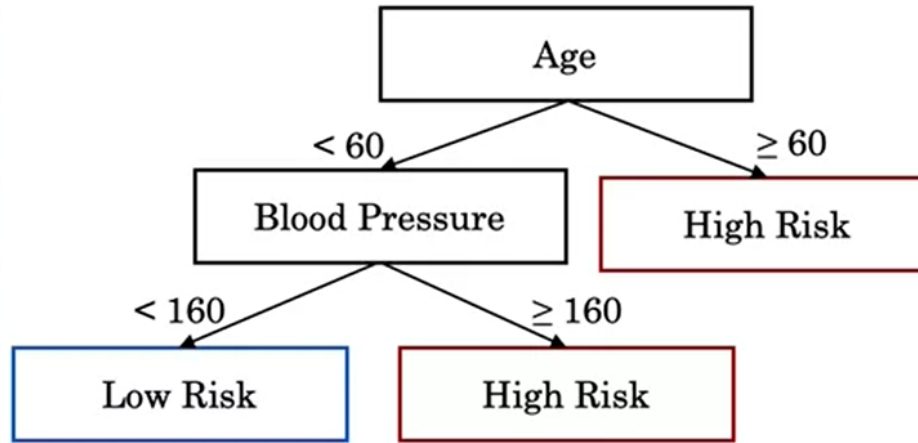 Age
< 60
≥ 60
Blood Pressure
High Risk
< 160
≥ 160
Low Risk
High Risk